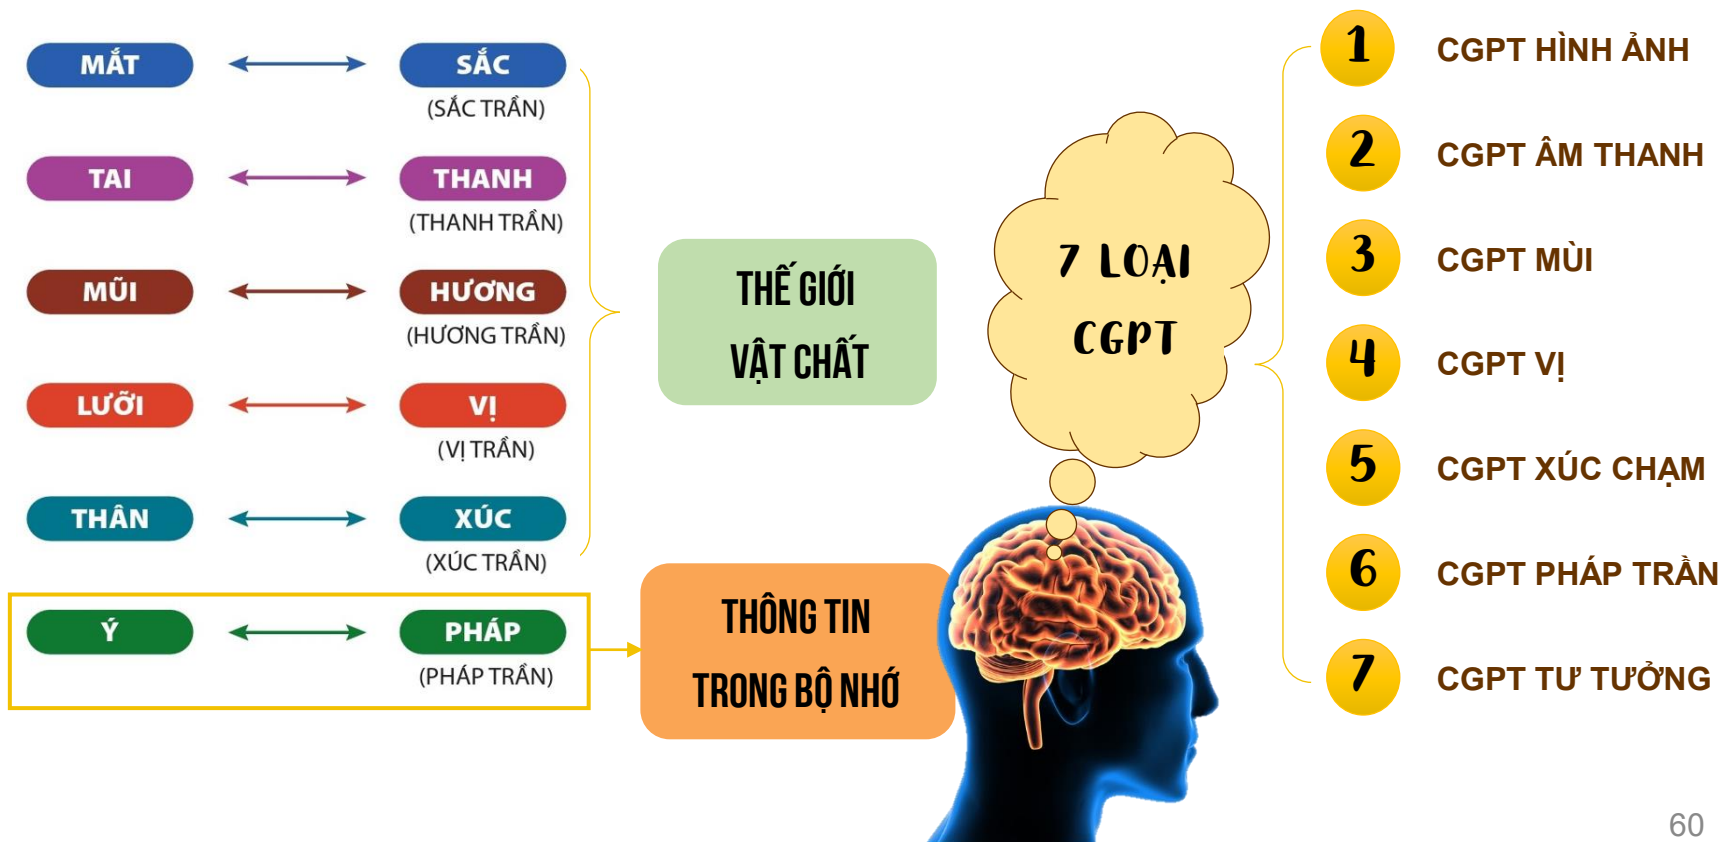 MẮT
SẮC
(SẮC TRẦN)
TAI
THANH
(THANH TRẦN)
MŨI
HƯƠNG
(HƯƠNG TRẦN)
LƯỠI
VỊ
(VỊ TRẦN)
THÂN
XÚC
(XÚC TRẦN)
Ý
PHÁP
(PHÁP TRẦN)
THẾ GIỚI
VẬT CHẤT
THÔNG TIN
TRONG BỘ NHỚ
7 LOẠI
CGPT
1 CGPT HÌNH ẢNH
2 CGPT ÂM THANH
3 CGPT MÙI
4 CGPT VỊ
5 CGPT XÚC CHẠM
6 CGPT PHÁP TRẦN
7 CGPT TƯ TƯỞNG
60